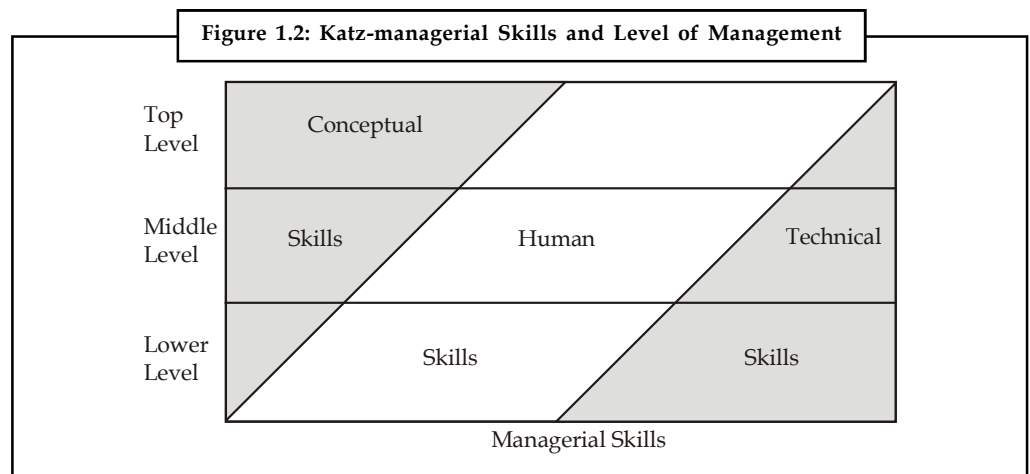 Figure 1.2: Katz-managerial Skills and Level of Management
Top
Level
Conceptual
Middle
Level
Skills
Human
Technical
Lower
Level
Skills
Skills
Managerial Skills